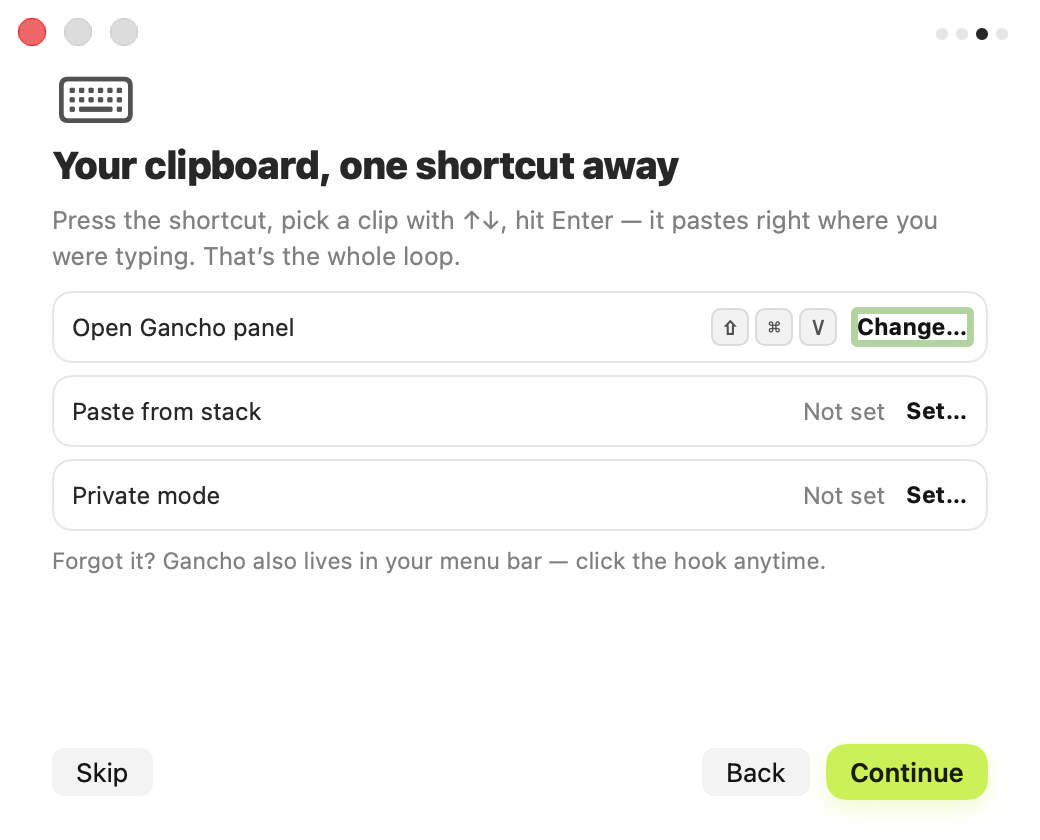 Your clipboard, one shortcut away
Press the shortcut, pick a clip with ↑↓, hit Enter — it pastes right where you
were typing. That’s the whole loop.
Open Gancho panel ⇧ ⌘ V Change...
Paste from stack Not set Set...
Private mode Not set Set...
Forgot it? Gancho also lives in your menu bar — click the hook anytime.
Skip Back Continue